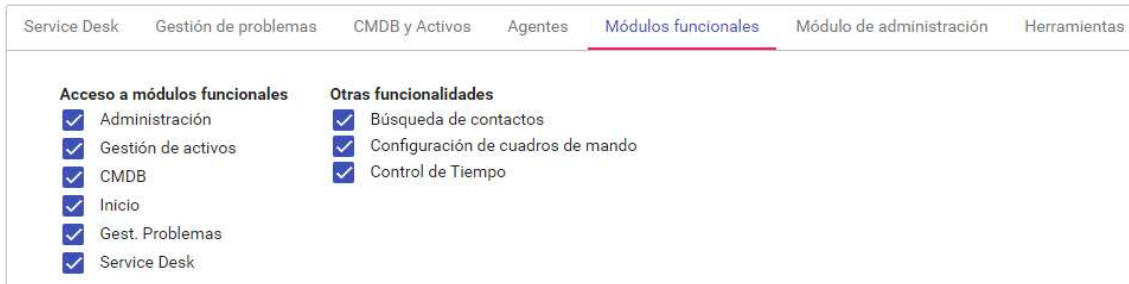 Service Desk Gestión de problemas CMDB y Activos Agentes Módulos funcionales Módulo de administración Herramientas
Acceso a módulos funcionales
Administración
Gestión de activos
CMDB
Inicio
Gest. Problemas
Service Desk
Otras funcionalidades
Búsqueda de contactos
Configuración de cuadros de mando
Control de Tiempo